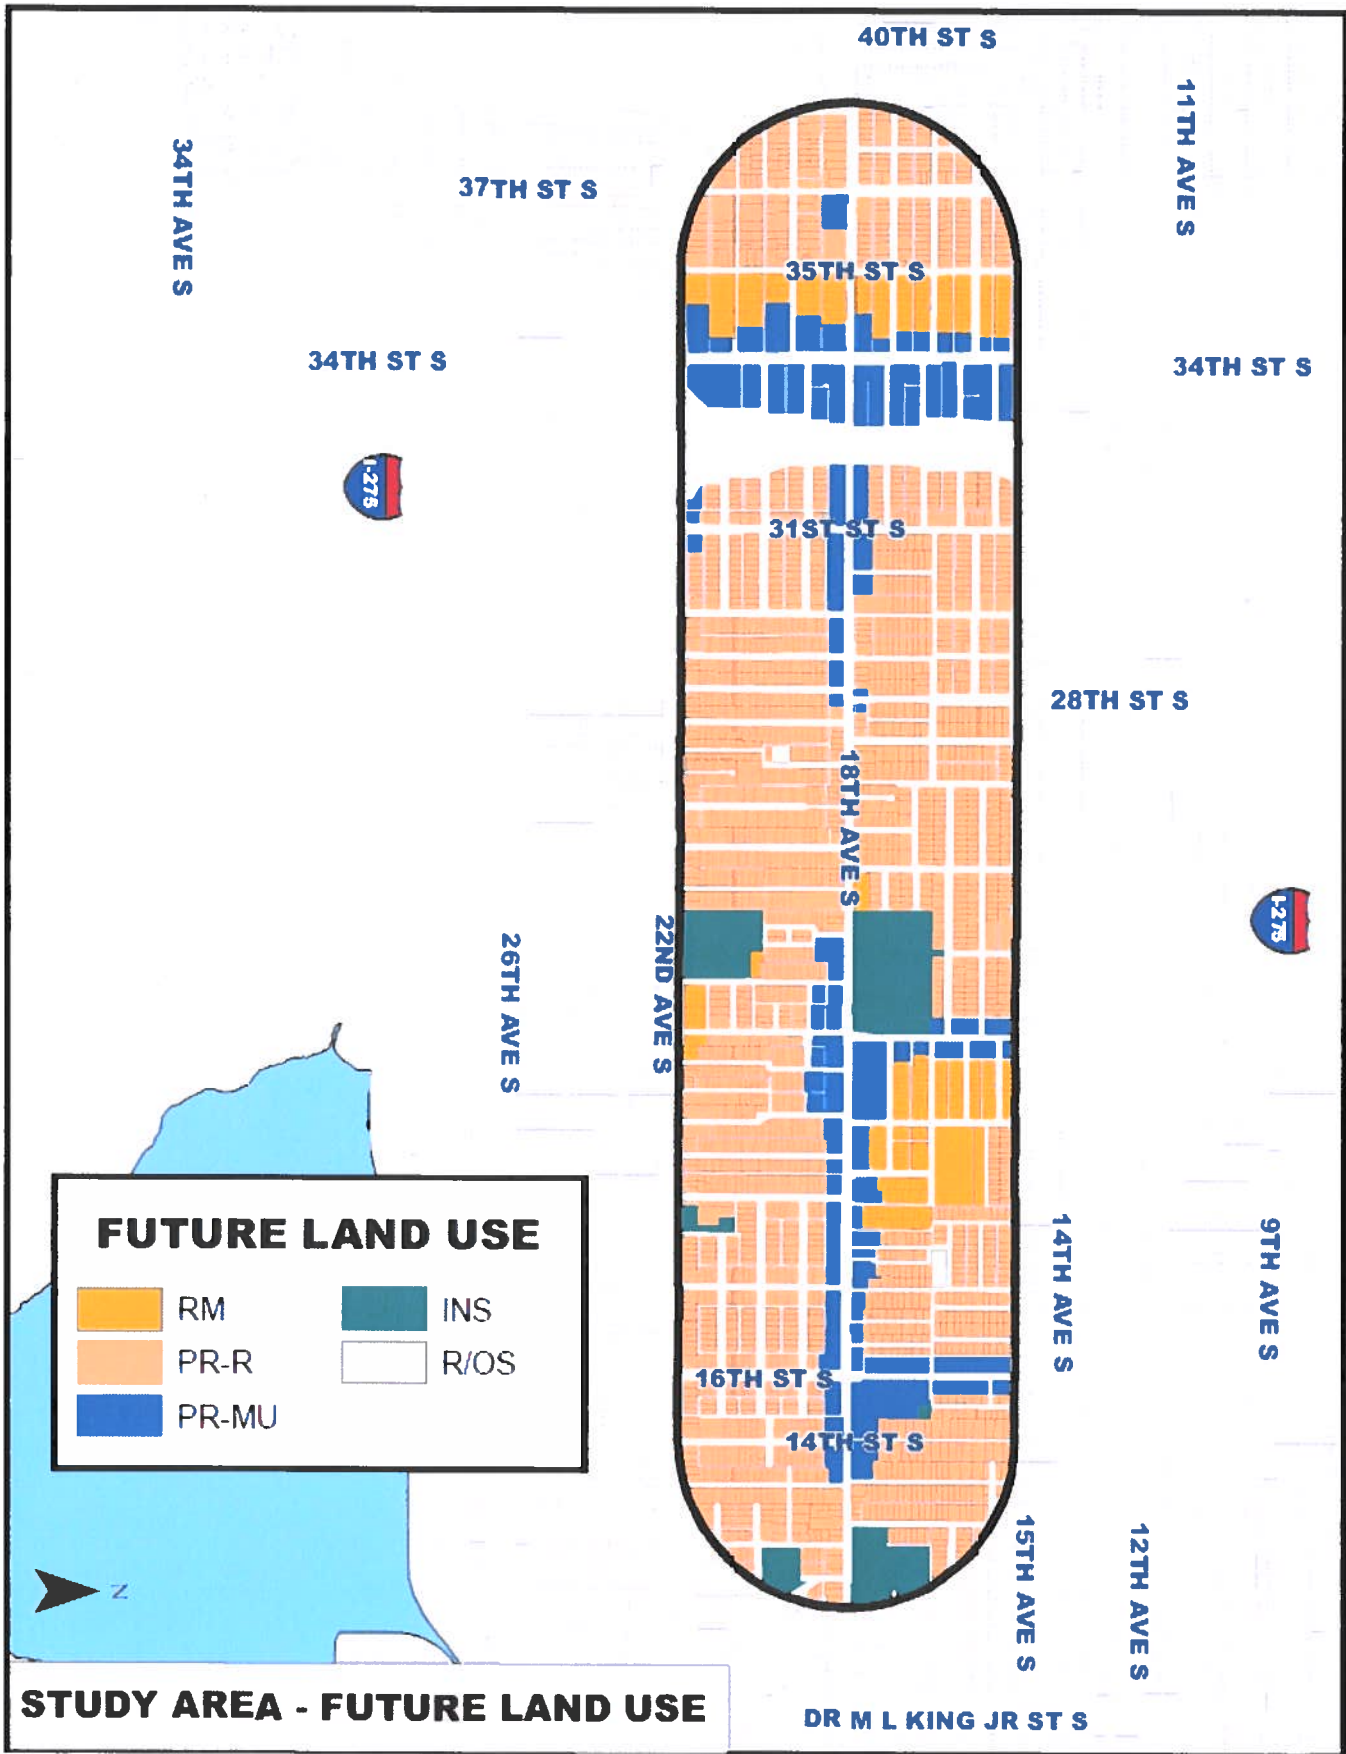 40TH ST S
11TH AVE S
34TH AVE S
37TH ST S
35TH ST S
34TH ST S
34TH ST S
I-275
31ST ST S
28TH ST S
18TH AVE S
I-275
22ND AVE S
26TH AVE S
FUTURE LAND USE
RM
INS
PR-R
R/OS
PR-MU
14TH AVE S
9TH AVE S
16TH ST S
14TH ST S
15TH AVE S
12TH AVE S
N
STUDY AREA - FUTURE LAND USE
DR M L KING JR ST S